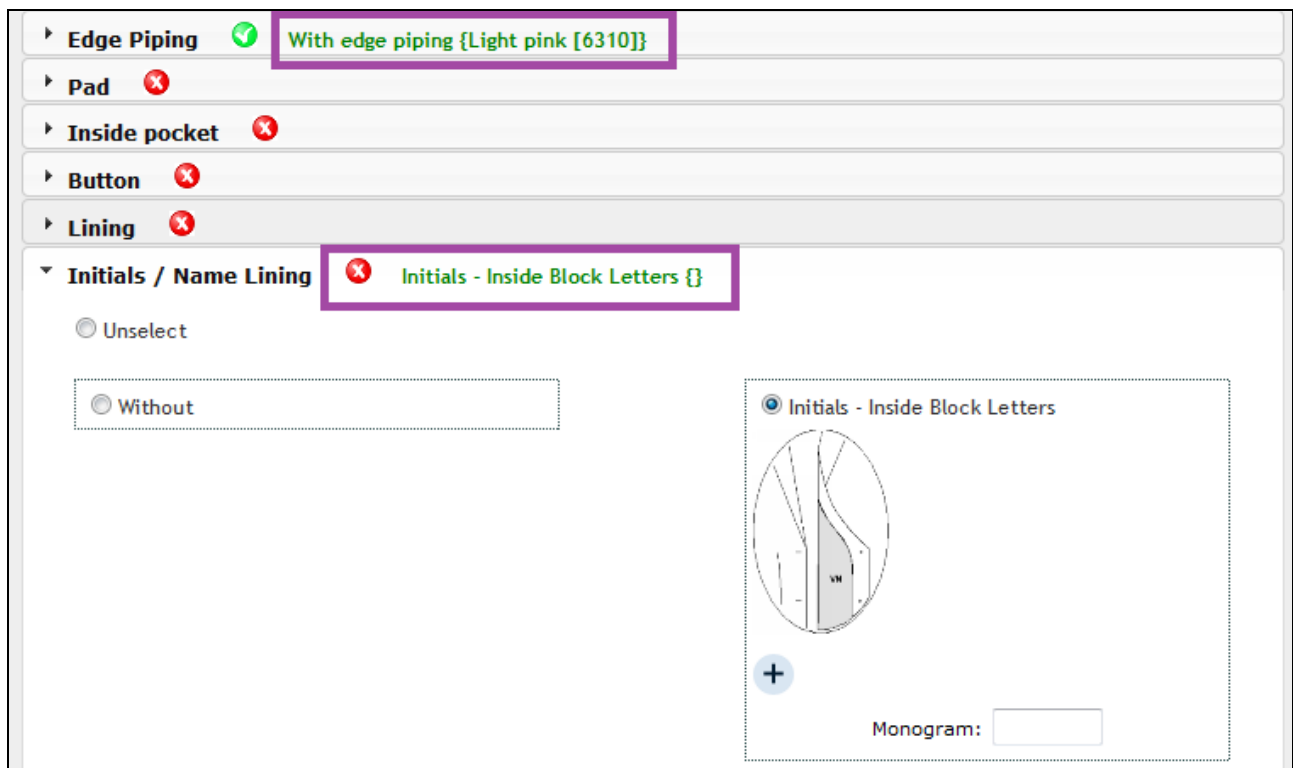 Edge Piping With edge piping {Light pink [6310]}
Pad
Inside pocket
Button
Lining
Initials / Name Lining Initials - Inside Block Letters {}
Unselect
Without
Initials - Inside Block Letters
VN
Monogram: